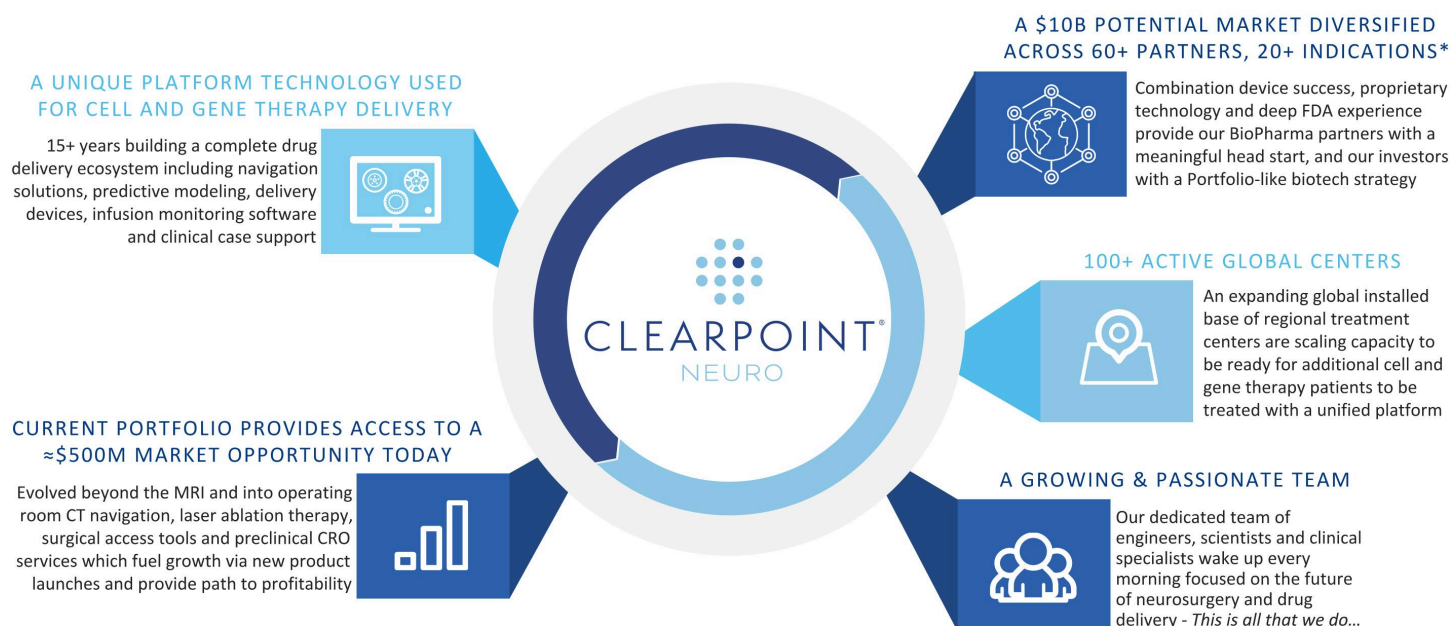 A UNIQUE PLATFORM TECHNOLOGY USED
FOR CELL AND GENE THERAPY DELIVERY
15+ years building a complete drug
delivery ecosystem including navigation
solutions, predictive modeling, delivery
devices, infusion monitoring software
and clinical case support
CURRENT PORTFOLIO PROVIDES ACCESS TO A
≈$500M MARKET OPPORTUNITY TODAY
Evolved beyond the MRI and into operating
room CT navigation, laser ablation therapy,
surgical access tools and preclinical CRO
services which fuel growth via new product
launches and provide path to profitability
CLEARPOINT®
NEURO
A $10B POTENTIAL MARKET DIVERSIFIED
ACROSS 60+ PARTNERS, 20+ INDICATIONS*
Combination device success, proprietary
technology and deep FDA experience
provide our BioPharma partners with a
meaningful head start, and our investors
with a Portfolio-like biotech strategy
100+ ACTIVE GLOBAL CENTERS
An expanding global installed
base of regional treatment
centers are scaling capacity to
be ready for additional cell and
gene therapy patients to be
treated with a unified platform
A GROWING & PASSIONATE TEAM
Our dedicated team of
engineers, scientists and clinical
specialists wake up every
morning focused on the future
of neurosurgery and drug
delivery - This is all that we do...